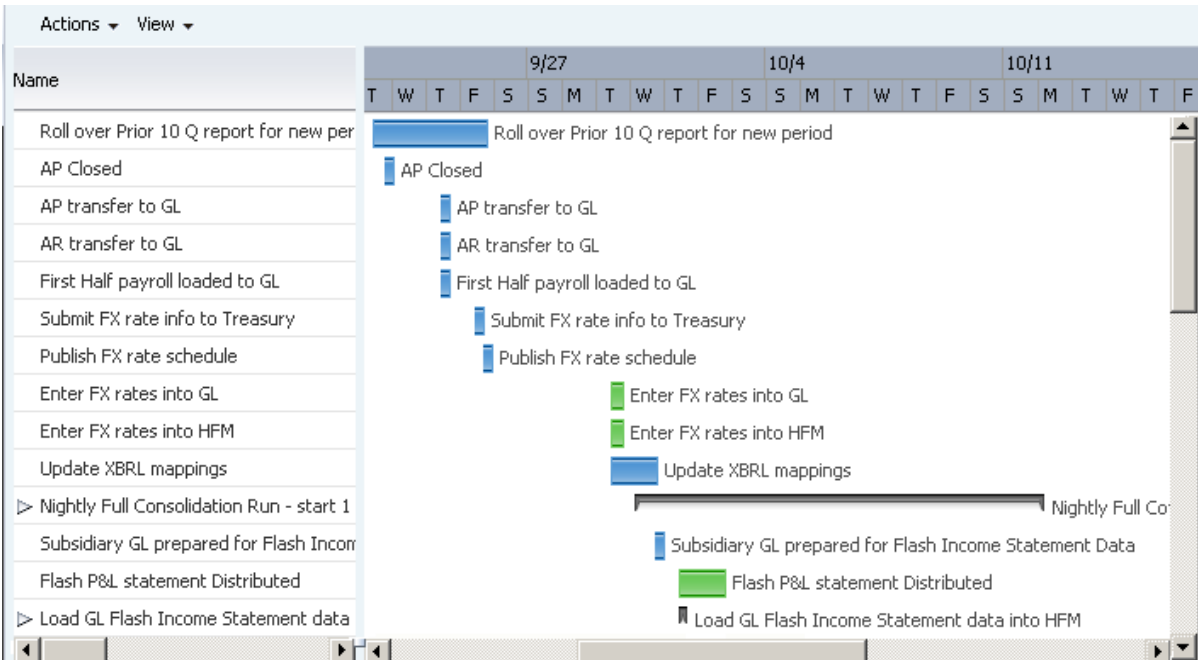 Actions View
Name
9/27 10/4 10/11
T W T F S S M T W T F S S M T W T F S S M T W T F
Roll over Prior 10 Q report for new per Roll over Prior 10 Q report for new period
AP Closed AP Closed
AP transfer to GL AP transfer to GL
AR transfer to GL AR transfer to GL
First Half payroll loaded to GL First Half payroll loaded to GL
Submit FX rate info to Treasury Submit FX rate info to Treasury
Publish FX rate schedule Publish FX rate schedule
Enter FX rates into GL Enter FX rates into GL
Enter FX rates into HFM Enter FX rates into HFM
Update XBRL mappings Update XBRL mappings
Nightly Full Consolidation Run - start 1 Nightly Full Co
Subsidiary GL prepared for Flash Incom Subsidiary GL prepared for Flash Income Statement Data
Flash P&L statement Distributed Flash P&L statement Distributed
Load GL Flash Income Statement data Load GL Flash Income Statement data into HFM